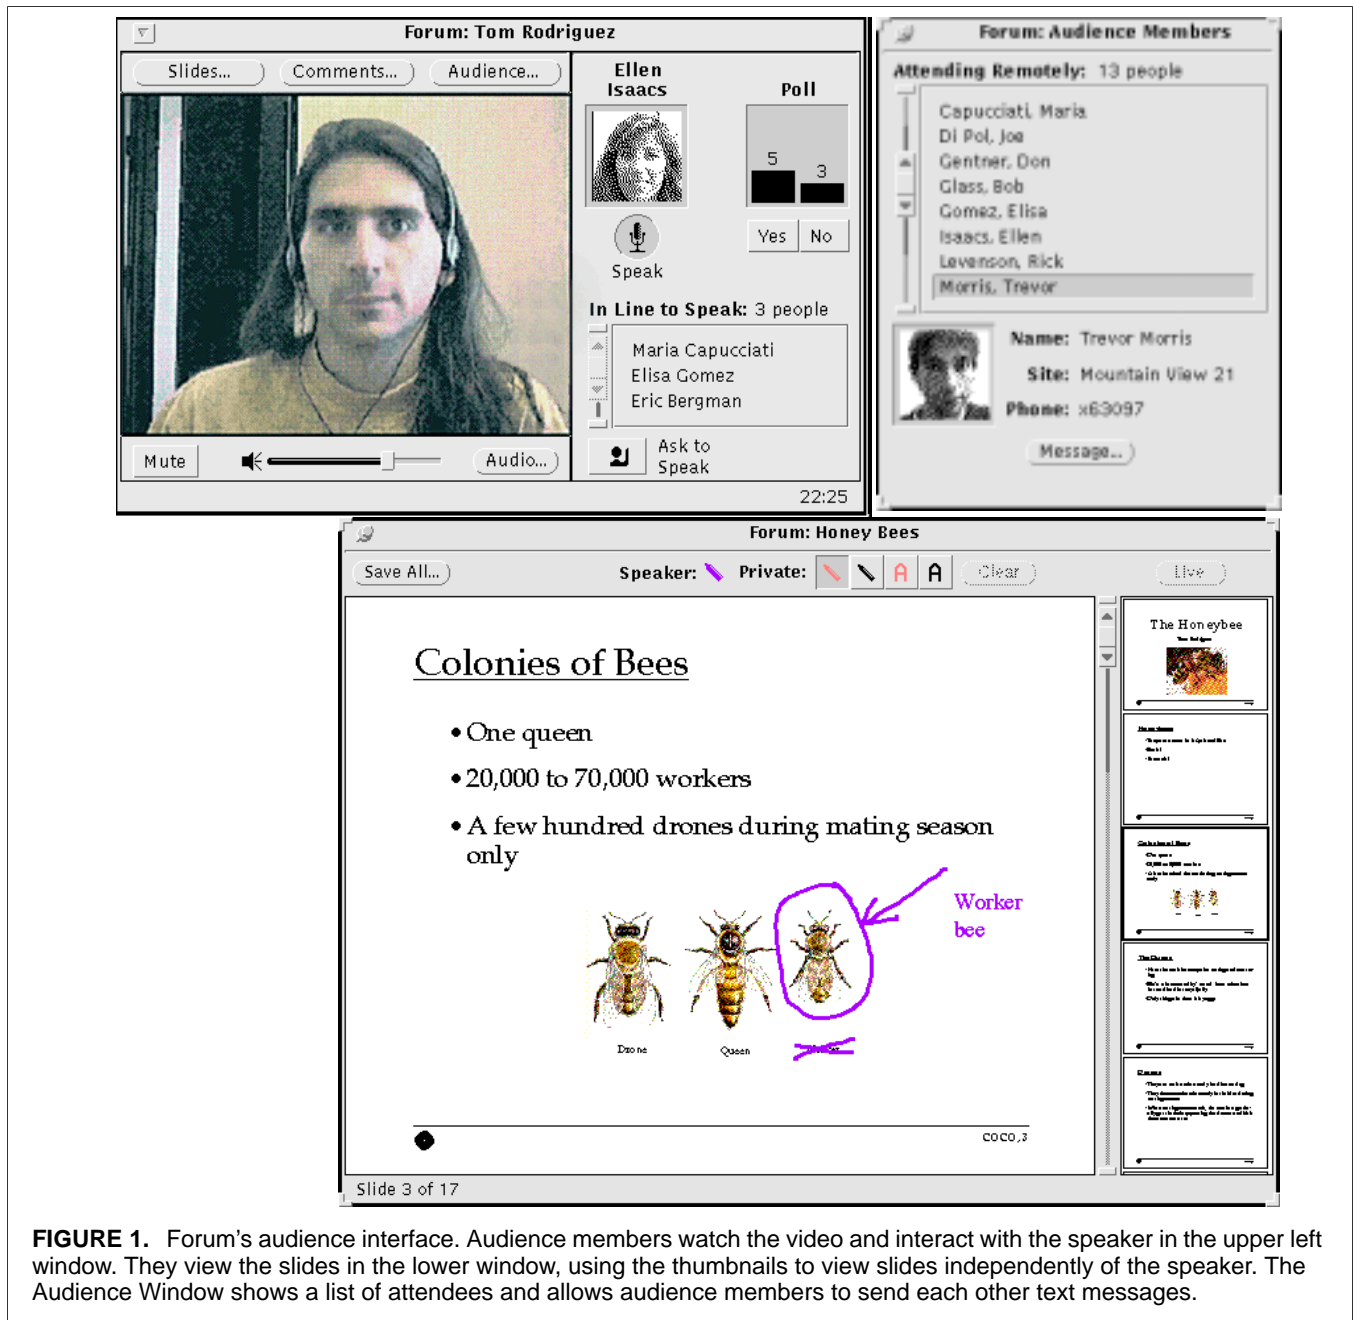 Forum: Tom Rodriguez
Slides...
Comments...
Audience...
Ellen
Isaacs
Poll
5
3
Yes
No
Speak
In Line to Speak: 3 people
Maria Capucciati
Elisa Gomez
Eric Bergman
Mute
Audio...
Ask to
Speak
22:25
Forum: Audience Members
Attending Remotely: 13 people
Capucciati, Maria
Di Pol, Joe
Gentner, Don
Glass, Bob
Gomez, Elisa
Isaacs, Ellen
Levenson, Rick
Morris, Trevor
Name: Trevor Morris
Site: Mountain View 21
Phone: x63097
Message...
Forum: Honey Bees
Save All...
Speaker:
Private:
A
A
Clear
Live
Colonies of Bees
• One queen
• 20,000 to 70,000 workers
• A few hundred drones during mating season
only
Worker
bee
Drone
Queen
COCO,3
Slide 3 of 17
The Honeybee
Tom Rodriguez
Colonies of Bees
The Queen
Drones
FIGURE 1. Forum's audience interface. Audience members watch the video and interact with the speaker in the upper left
window. They view the slides in the lower window, using the thumbnails to view slides independently of the speaker. The
Audience Window shows a list of attendees and allows audience members to send each other text messages.